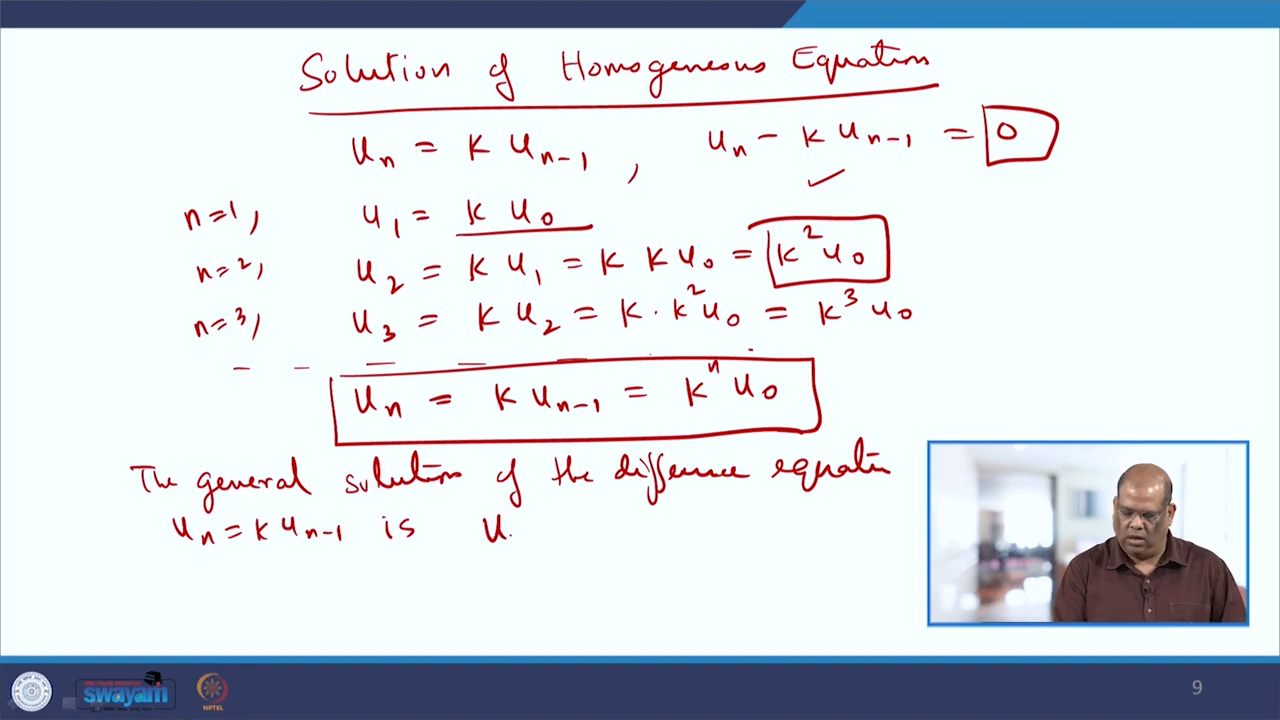 Solution of Homogeneous Equation
uₙ = k uₙ₋₁ , uₙ − k uₙ₋₁ = 0
n=1, u₁ = k u₀
n=2, u₂ = k u₁ = k k u₀ = k² u₀
n=3, u₃ = k u₂ = k · k² u₀ = k³ u₀
uₙ = k uₙ₋₁ = kⁿ u₀
The general solution of the difference equation
uₙ = k uₙ₋₁ is u
swayam
NPTEL
9